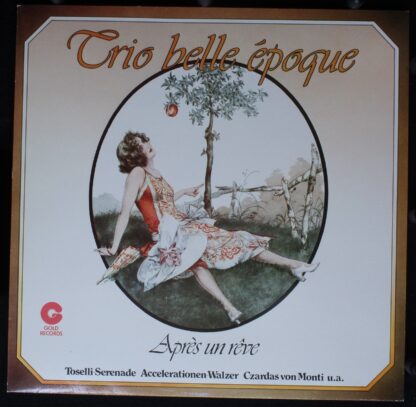 Trio belle époque
Après un rêve
GOLD
RECORDS
Toselli Serenade Accelerationen Walzer Czardas von Monti u.a.